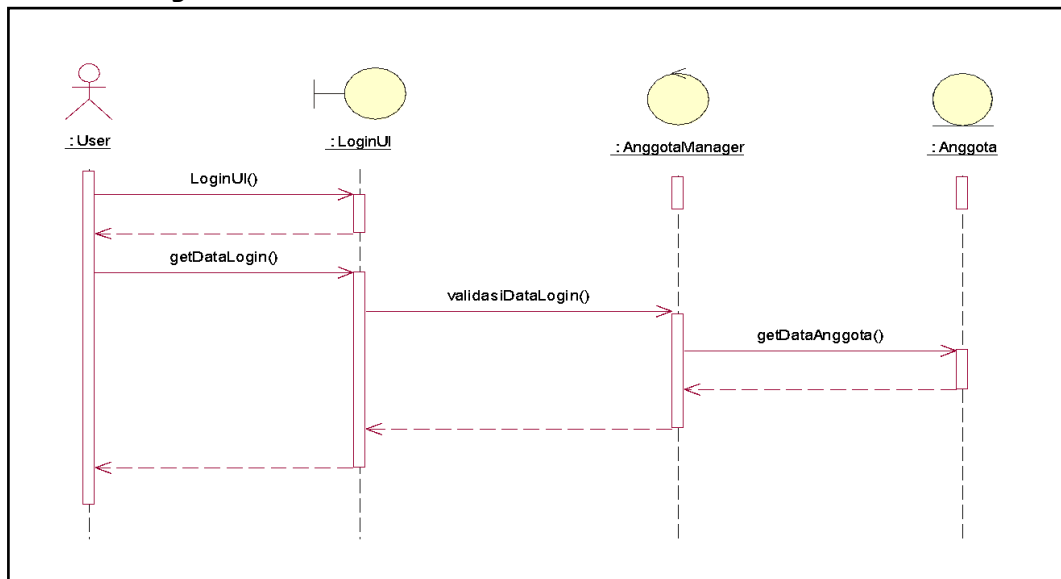 : User
: LoginUI
: AnggotaManager
: Anggota
LoginUI()
getDataLogin()
validasiDataLogin()
getDataAnggota()